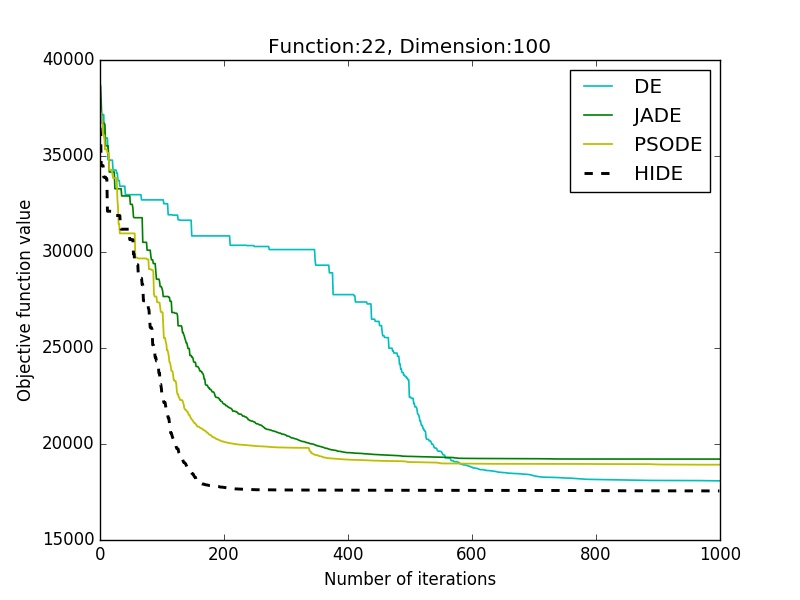 Function:22, Dimension:100
40000
35000
30000
25000
20000
15000
Objective function value
0
200
400
600
800
1000
Number of iterations
DE
JADE
PSODE
HIDE